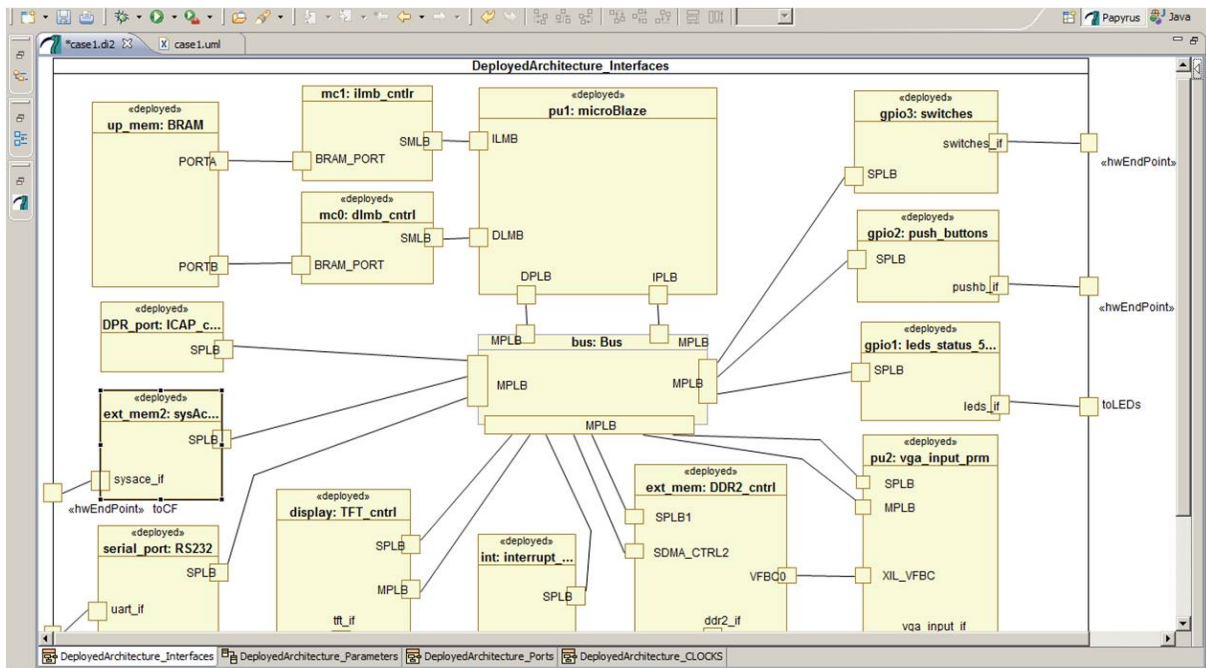 Papyrus
Java
*case1.di2
case1.uml
DeployedArchitecture_Interfaces
«deployed»
up_mem: BRAM
PORTA
PORTB
mc1: ilmb_cntlr
SMLB
BRAM_PORT
«deployed»
mc0: dlmb_cntrl
SMLB
BRAM_PORT
«deployed»
pu1: microBlaze
ILMB
DLMB
DPLB
IPLB
«deployed»
gpio3: switches
switches_if
SPLB
«hwEndPoint»
«deployed»
gpio2: push_buttons
SPLB
pushb_if
«hwEndPoint»
«deployed»
DPR_port: ICAP_c...
SPLB
MPLB
bus: Bus
MPLB
MPLB
MPLB
MPLB
«deployed»
gpio1: leds_status_5...
SPLB
leds_if
toLEDs
«deployed»
ext_mem2: sysAc...
SPLB
sysace_if
«hwEndPoint» toCF
«deployed»
serial_port: RS232
SPLB
uart_if
«deployed»
display: TFT_cntrl
SPLB
MPLB
tft_if
«deployed»
int: interrupt_...
SPLB
«deployed»
ext_mem: DDR2_cntrl
SPLB1
SDMA_CTRL2
VFBC0
ddr2_if
«deployed»
pu2: vga_input_prm
SPLB
MPLB
XIL_VFBC
vga_input_if
DeployedArchitecture_Interfaces
DeployedArchitecture_Parameters
DeployedArchitecture_Ports
DeployedArchitecture_CLOCKS